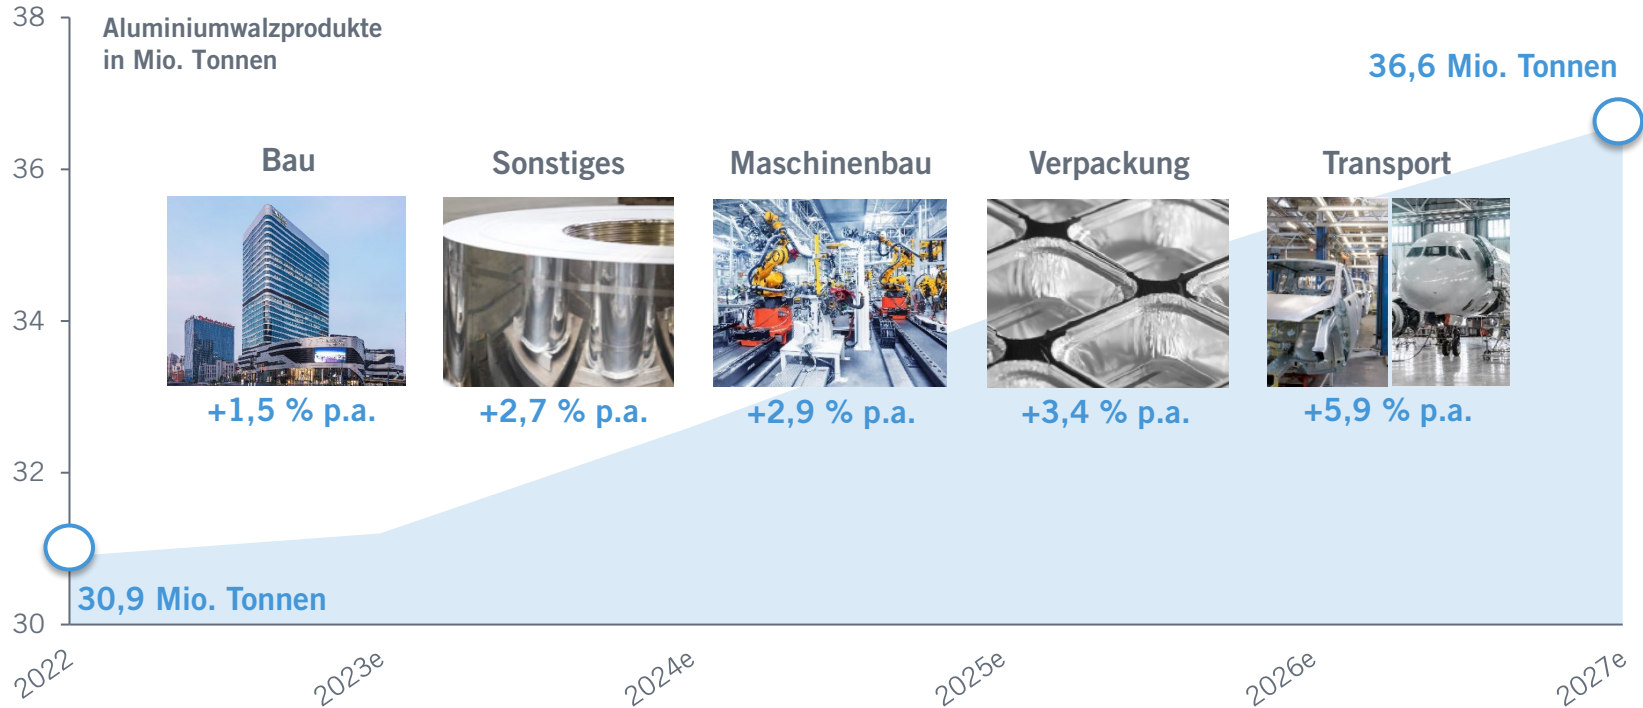 Aluminiumwalzprodukte
in Mio. Tonnen
38
36
34
32
30
36,6 Mio. Tonnen
Bau
Sonstiges
Maschinenbau
Verpackung
Transport
+1,5 % p.a.
+2,7 % p.a.
+2,9 % p.a.
+3,4 % p.a.
+5,9 % p.a.
30,9 Mio. Tonnen
2022
2023e
2024e
2025e
2026e
2027e